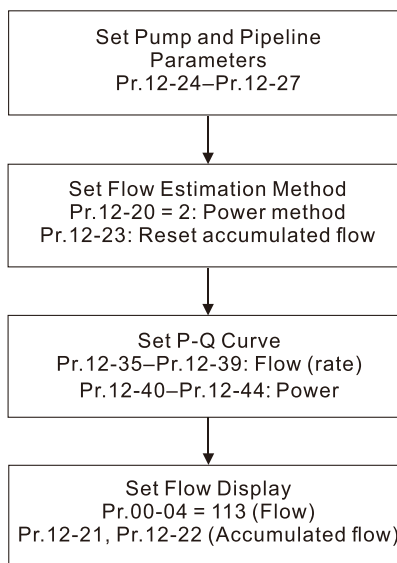 Set Pump and Pipeline
Parameters
Pr.12-24–Pr.12-27
Set Flow Estimation Method
Pr.12-20 = 2: Power method
Pr.12-23: Reset accumulated flow
Set P-Q Curve
Pr.12-35–Pr.12-39: Flow (rate)
Pr.12-40–Pr.12-44: Power
Set Flow Display
Pr.00-04 = 113 (Flow)
Pr.12-21, Pr.12-22 (Accumulated flow)